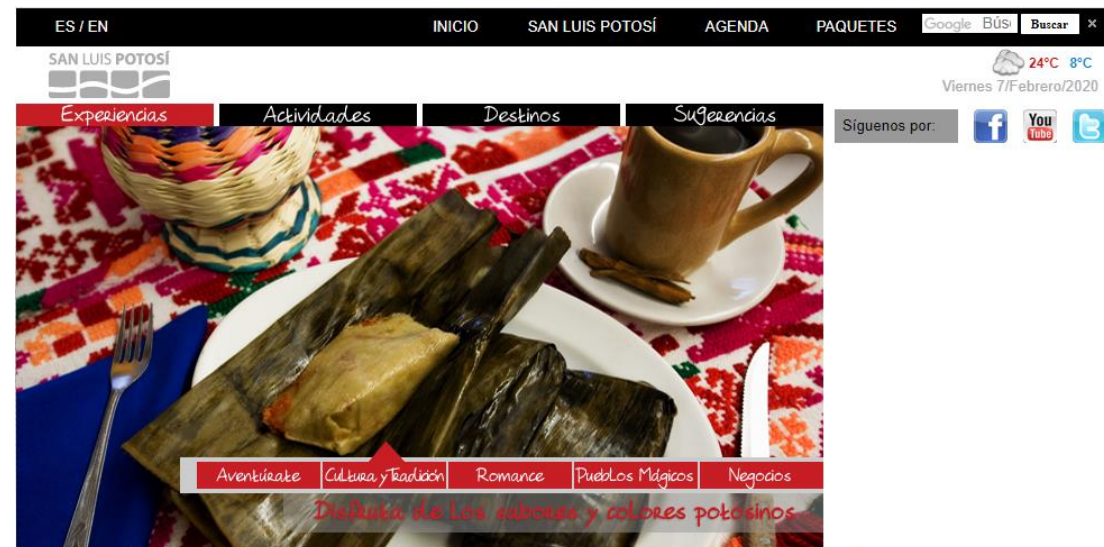 ES / EN INICIO SAN LUIS POTOSÍ AGENDA PAQUETES Google Bús Buscar ×
SAN LUIS POTOSÍ
24°C 8°C
Viernes 7/Febrero/2020
Experiencias Actividades Destinos Sugerencias
Síguenos por: f You Tube
Aventúrate Cultura y Tradición Romance Pueblos Mágicos Negocios
Disfruta de los sabores y colores potosinos